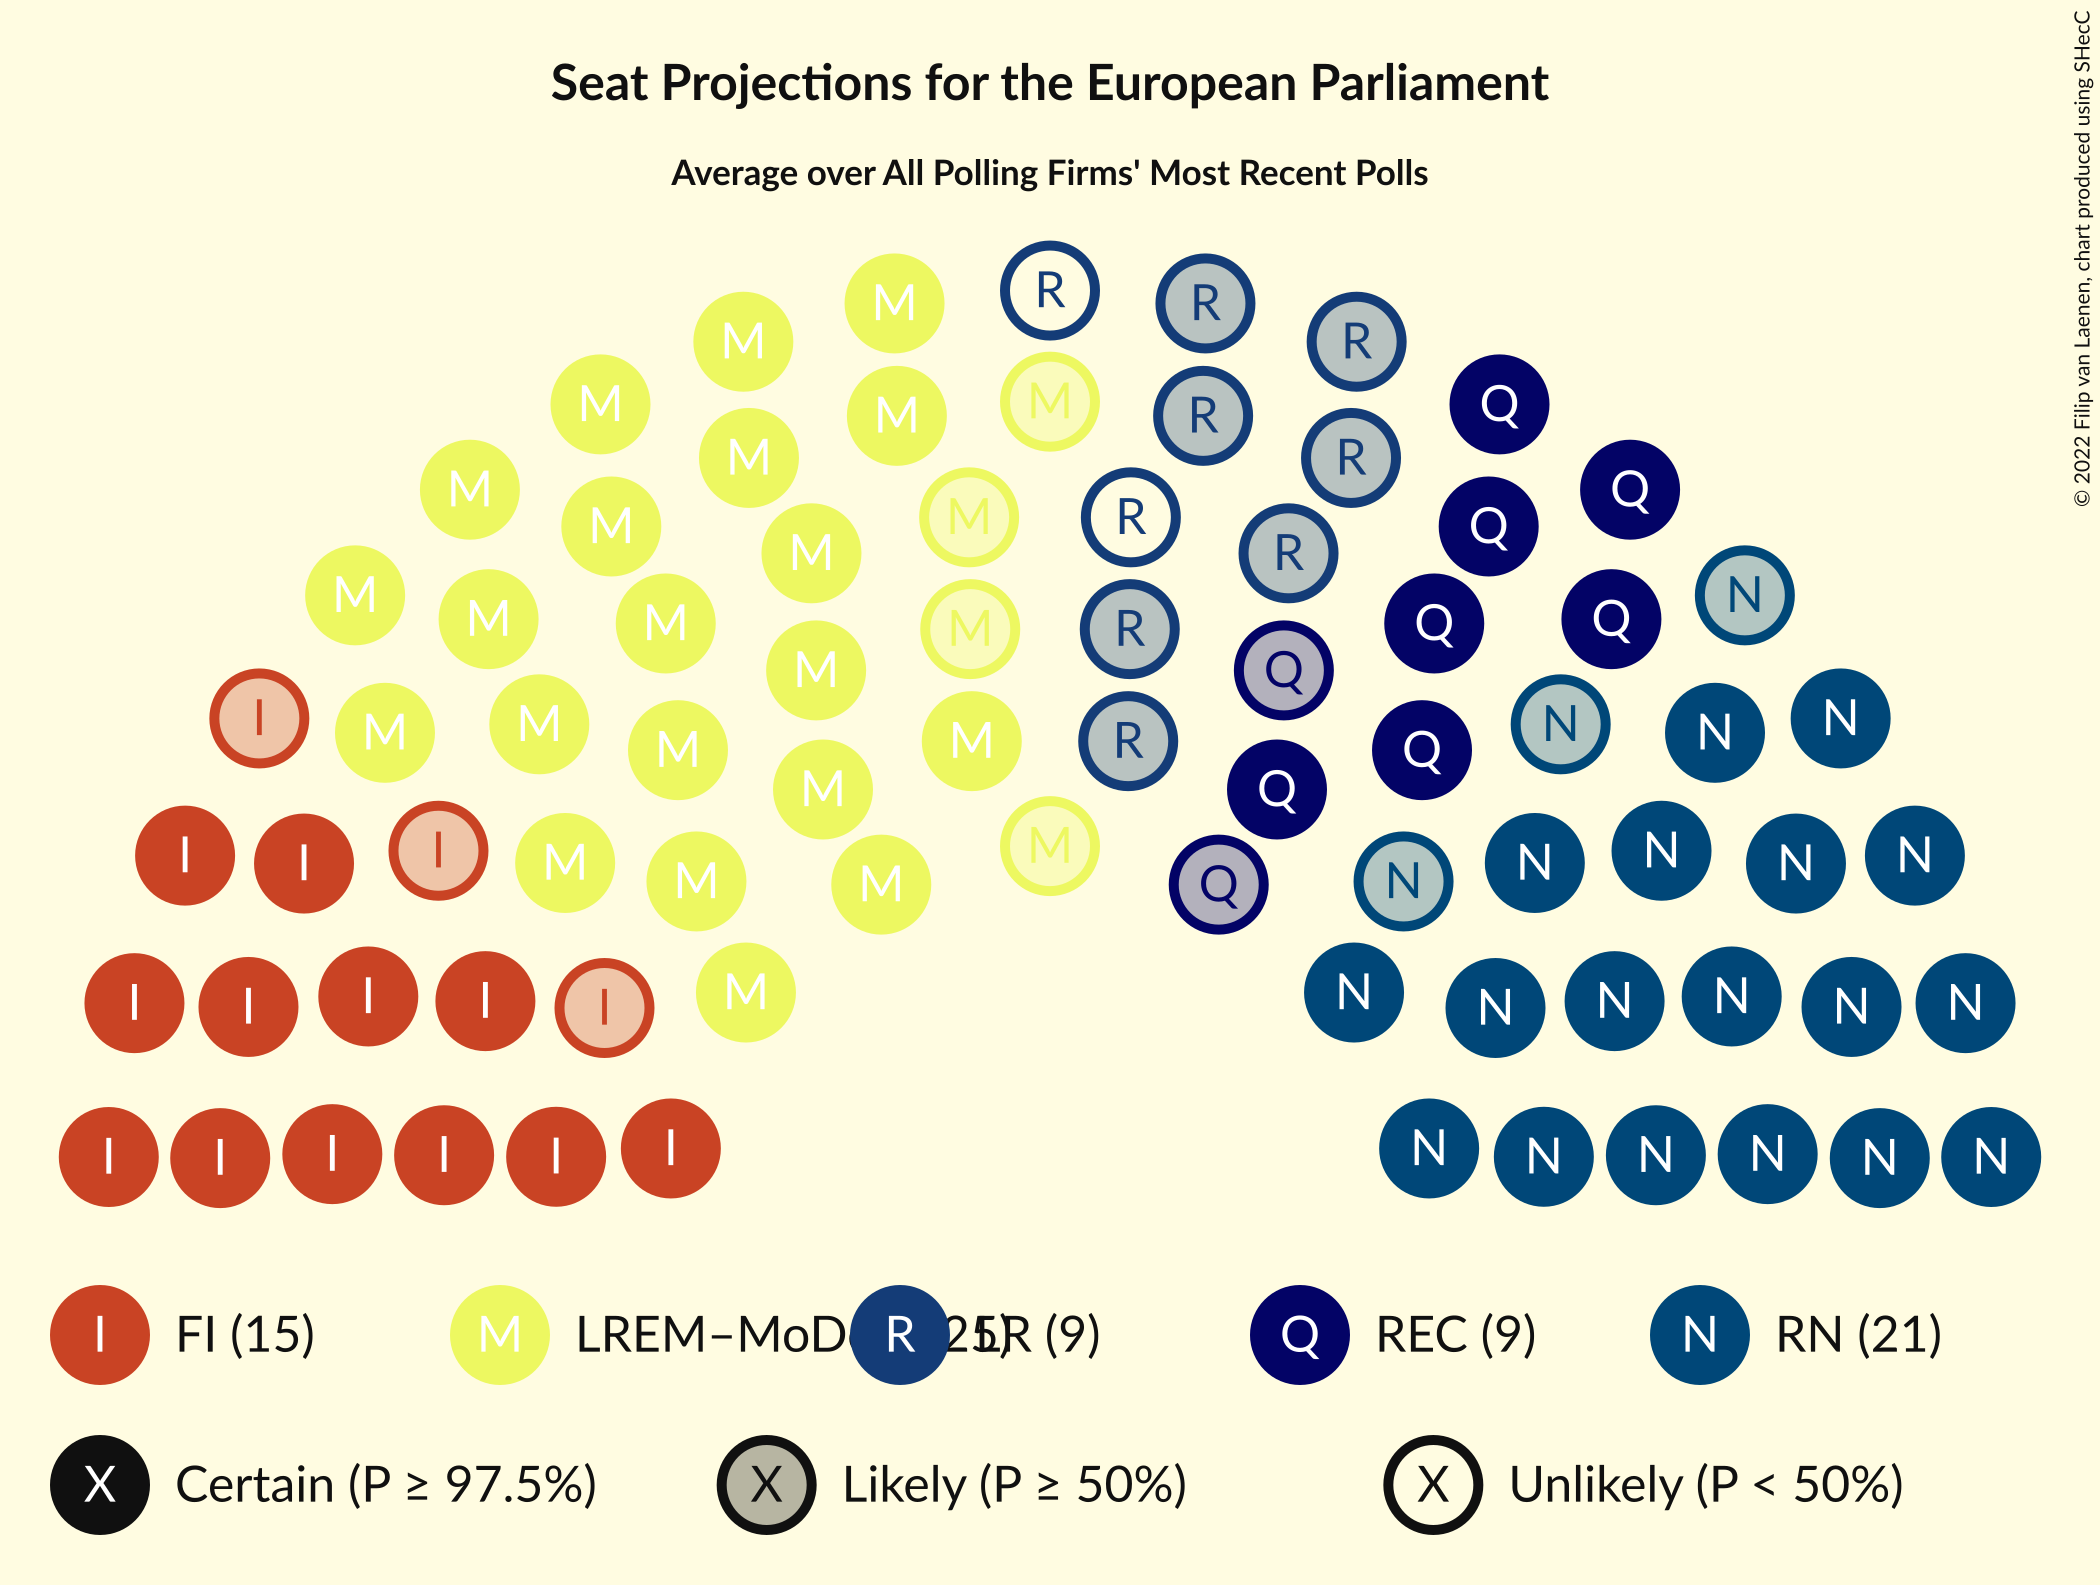 Seat Projections for the European Parliament
Average over All Polling Firms' Most Recent Polls
© 2022 Filip van Laenen, chart produced using SHecC
R
M R R
M M R
M M R Q
M M R Q
M M Q
M M R R
M R
M N
M M Q Q
M R
M Q
I N
M M N N
M R
M Q
M Q
I I I M M M M Q N N N N N
I I I I I M N N N N N N
I I I I I I N N N N N N
I FI (15) M LREM–MoD R 25) LR (9) Q REC (9) N RN (21)
X Certain (P ≥ 97.5%) X Likely (P ≥ 50%) X Unlikely (P < 50%)